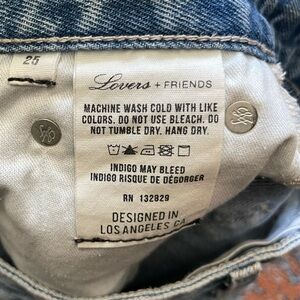 25
Lovers + FRIENDS
MACHINE WASH COLD WITH LIKE
COLORS. DO NOT USE BLEACH. DO
NOT TUMBLE DRY. HANG DRY.
INDIGO MAY BLEED
INDIGO RISQUE DE DÉGORGER
RN 132829
DESIGNED IN
LOS ANGELES CA